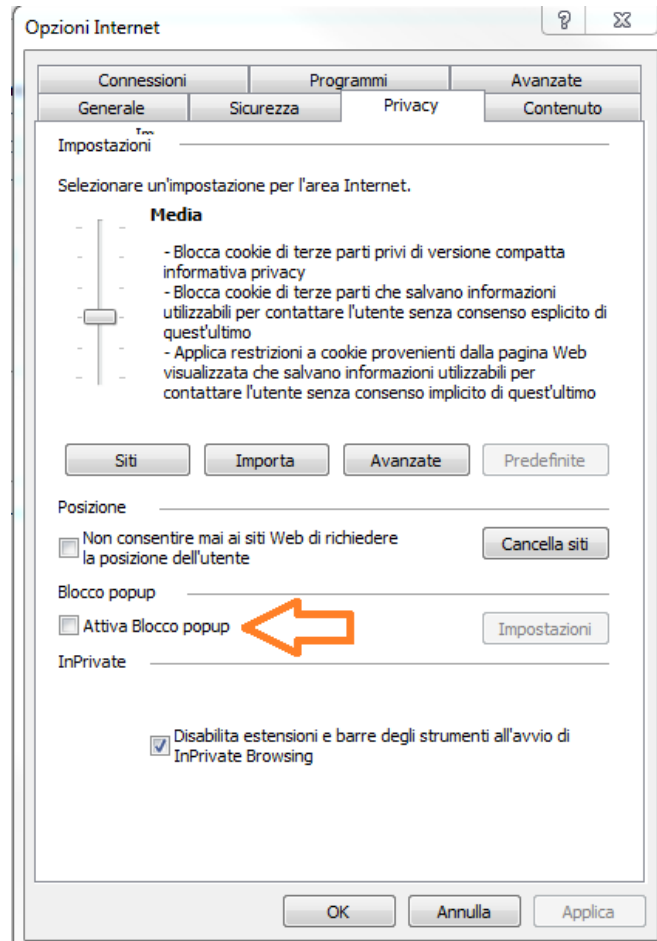 Opzioni Internet
Connessioni
Programmi
Avanzate
Generale
Sicurezza
Privacy
Contenuto
Im
Impostazioni
Selezionare un'impostazione per l'area Internet.
Media
- Blocca cookie di terze parti privi di versione compatta
informativa privacy
- Blocca cookie di terze parti che salvano informazioni
utilizzabili per contattare l'utente senza consenso esplicito di
quest'ultimo
- Applica restrizioni a cookie provenienti dalla pagina Web
visualizzata che salvano informazioni utilizzabili per
contattare l'utente senza consenso implicito di quest'ultimo
Siti
Importa
Avanzate
Predefinite
Posizione
Non consentire mai ai siti Web di richiedere
la posizione dell'utente
Cancella siti
Blocco popup
Attiva Blocco popup
Impostazioni
InPrivate
Disabilita estensioni e barre degli strumenti all'avvio di
InPrivate Browsing
OK
Annulla
Applica